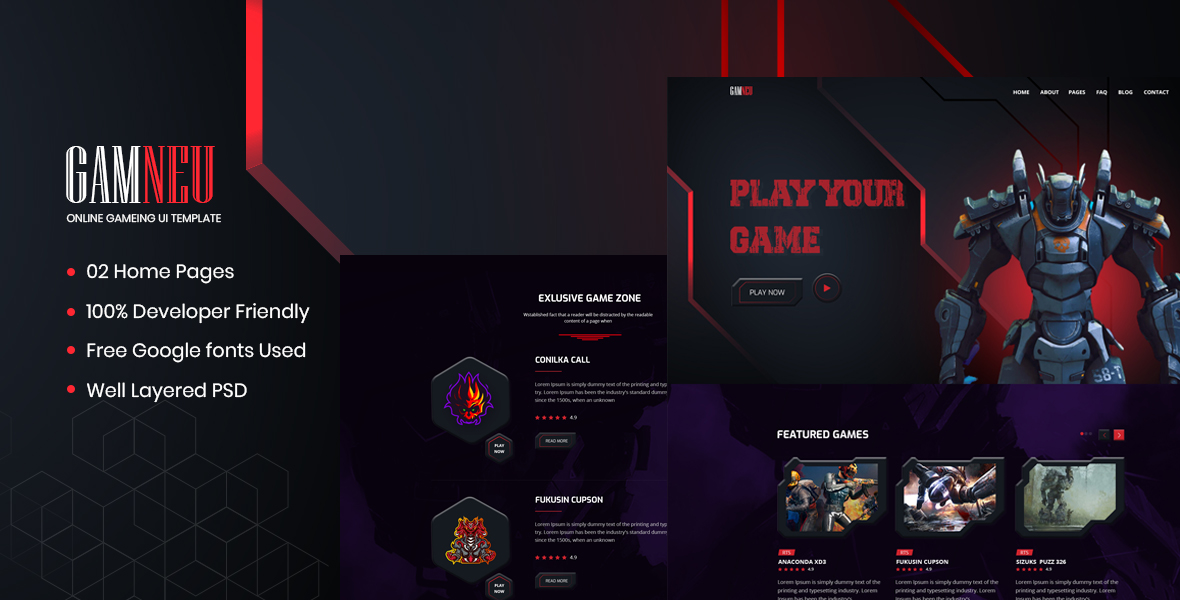 GAMNEU
ONLINE GAMEING UI TEMPLATE
02 Home Pages
100% Developer Friendly
Free Google fonts Used
Well Layered PSD
EXLUSIVE GAME ZONE
Wstablished fact that a reader will be distracted by the readable
content of a page when
CONILKA CALL
Lorem Ipsum is simply dummy text of the printing and typ
try. Lorem Ipsum has been the industry's standard dumm
since the 1500s, when an unknown
4.9
PLAY
NOW
READ MORE
FUKUSIN CUPSON
Lorem Ipsum is simply dummy text of the printing and typ
try. Lorem Ipsum has been the industry's standard dumm
since the 1500s, when an unknown
4.9
PLAY
NOW
READ MORE
GAMNEU
HOME ABOUT PAGES FAQ BLOG CONTACT
PLAY YOUR
GAME
PLAY NOW
S8-T
FEATURED GAMES
RTS
ANACONDA XD3
4.9
Lorem Ipsum is simply dummy text of the
printing and typesetting industry. Lorem
Ipsum has been the industry's standard
RTS
FUKUSIN CUPSON
4.9
Lorem Ipsum is simply dummy text of the
printing and typesetting industry. Lorem
Ipsum has been the industry's standard
RTS
SIZUKS PUZZ 326
4.9
Lorem Ipsum is simply dummy text of the
printing and typesetting industry. Lorem
Ipsum has been the industry's standard